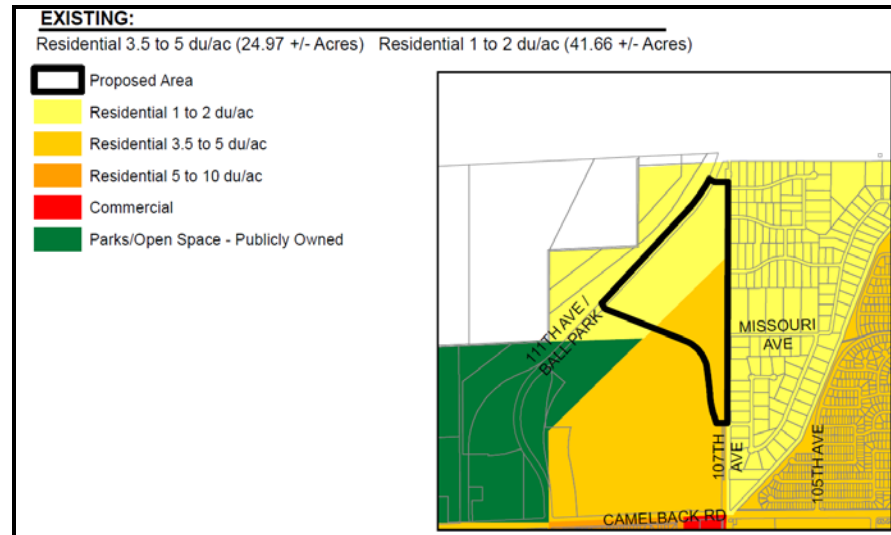 EXISTING:
Residential 3.5 to 5 du/ac (24.97 +/- Acres) Residential 1 to 2 du/ac (41.66 +/- Acres)
Proposed Area
Residential 1 to 2 du/ac
Residential 3.5 to 5 du/ac
Residential 5 to 10 du/ac
Commercial
Parks/Open Space - Publicly Owned
111TH AVE /
BALL PARK
MISSOURI
AVE
107TH
AVE
105TH AVE
CAMELBACK RD